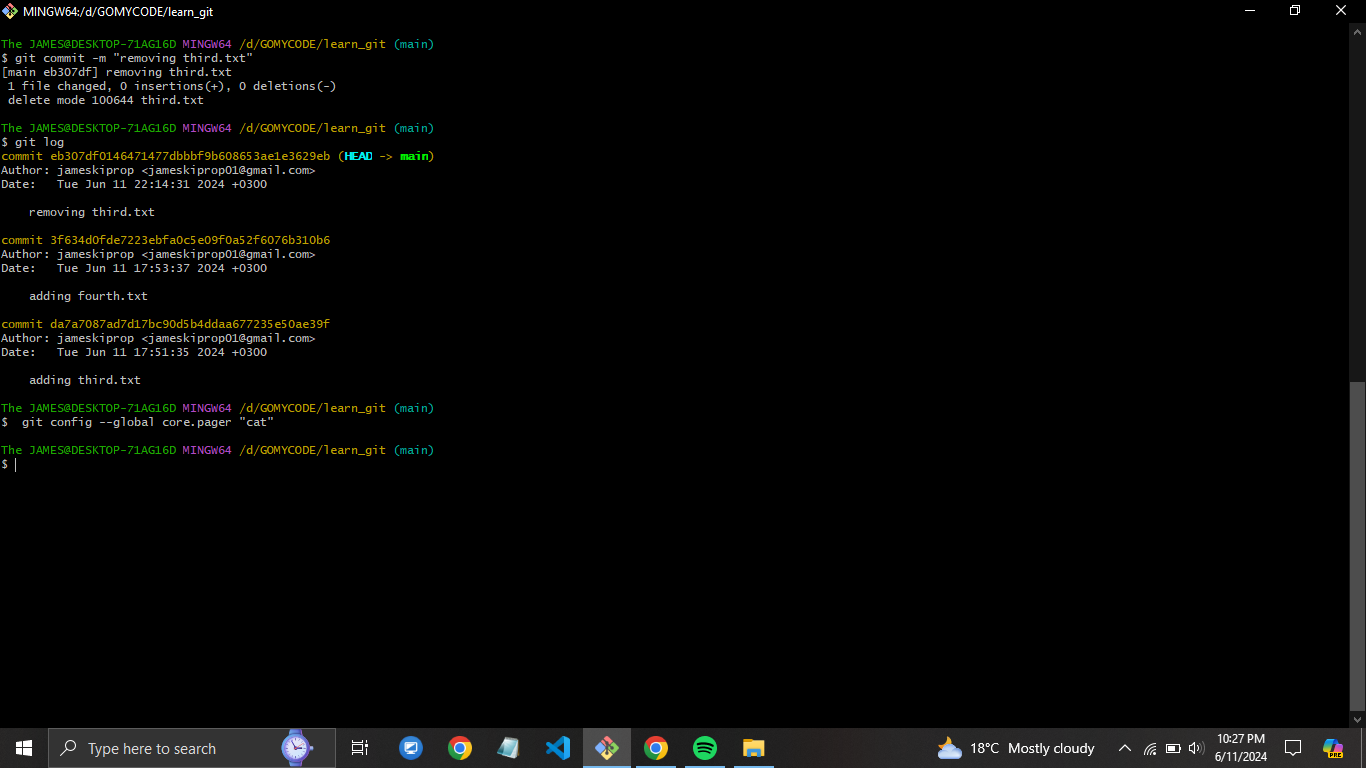 MINGW64:/d/GOMYCODE/learn_git
The JAMES@DESKTOP-71AG16D MINGW64 /d/GOMYCODE/learn_git (main)
$ git commit -m "removing third.txt"
[main eb307df] removing third.txt
 1 file changed, 0 insertions(+), 0 deletions(-)
 delete mode 100644 third.txt
The JAMES@DESKTOP-71AG16D MINGW64 /d/GOMYCODE/learn_git (main)
$ git log
commit eb307df0146471477dbbbf9b608653ae1e3629eb (HEAD -> main)
Author: jameskiprop <jameskiprop01@gmail.com>
Date:   Tue Jun 11 22:14:31 2024 +0300
    removing third.txt
commit 3f634d0fde7223ebfa0c5e09f0a52f6076b310b6
Author: jameskiprop <jameskiprop01@gmail.com>
Date:   Tue Jun 11 17:53:37 2024 +0300
    adding fourth.txt
commit da7a7087ad7d17bc90d5b4ddaa677235e50ae39f
Author: jameskiprop <jameskiprop01@gmail.com>
Date:   Tue Jun 11 17:51:35 2024 +0300
    adding third.txt
The JAMES@DESKTOP-71AG16D MINGW64 /d/GOMYCODE/learn_git (main)
$  git config --global core.pager "cat"
The JAMES@DESKTOP-71AG16D MINGW64 /d/GOMYCODE/learn_git (main)
$
Type here to search
18°C Mostly cloudy
10:27 PM
6/11/2024
PRE